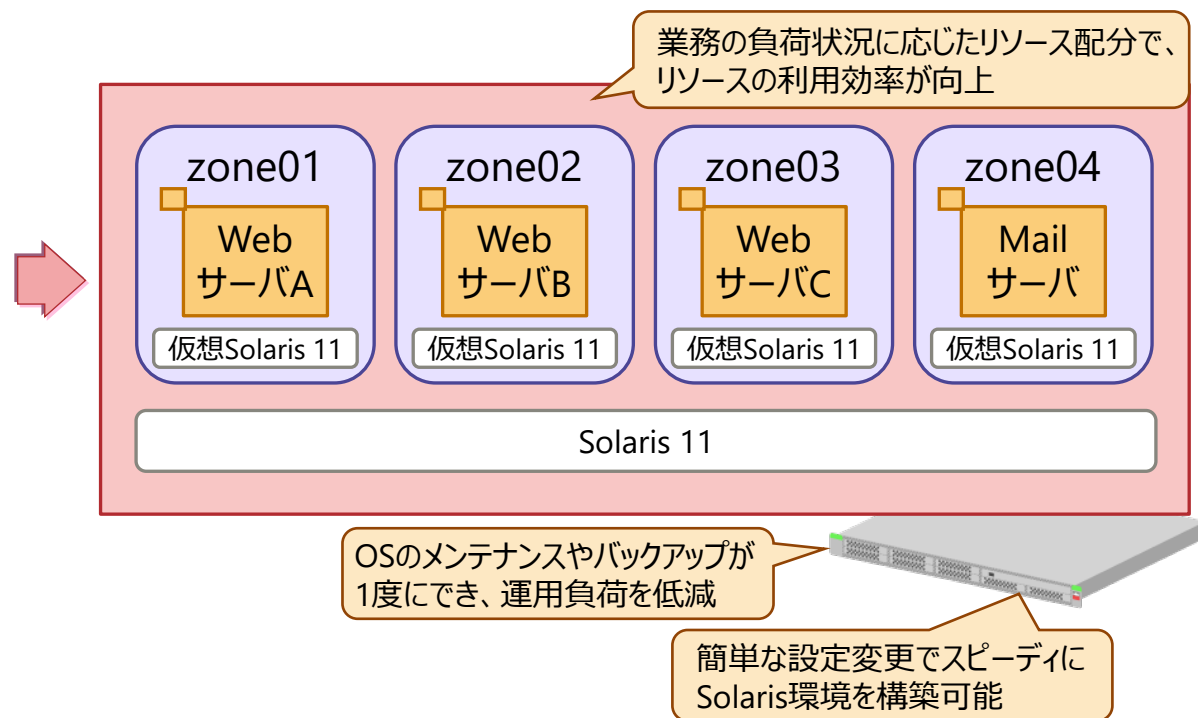 業務の負荷状況に応じたリソース配分で、
リソースの利用効率が向上
zone01
Web
サーバA
仮想Solaris 11
zone02
Web
サーバB
仮想Solaris 11
zone03
Web
サーバC
仮想Solaris 11
zone04
Mail
サーバ
仮想Solaris 11
Solaris 11
OSのメンテナンスやバックアップが
1度にでき、運用負荷を低減
簡単な設定変更でスピーディに
Solaris環境を構築可能